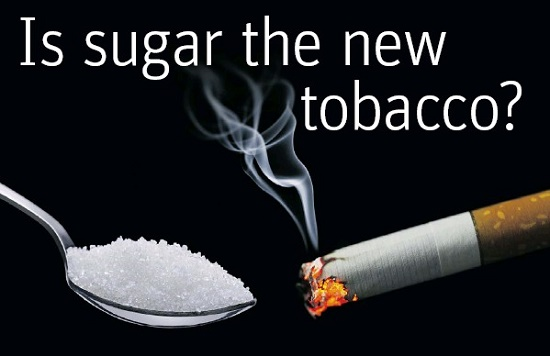 Is sugar the new
tobacco?